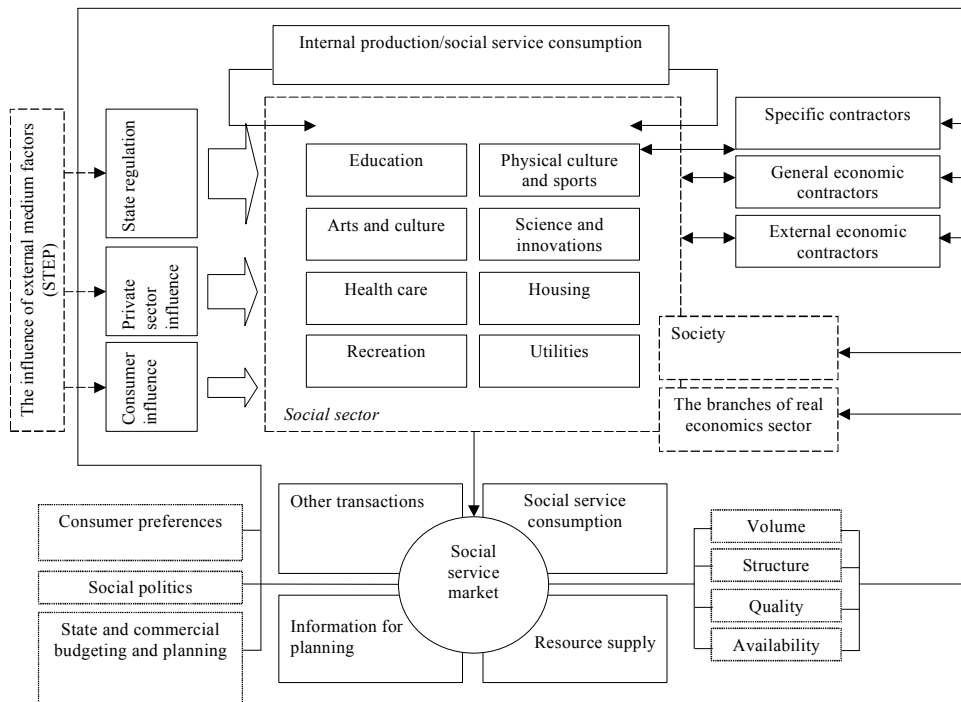 Internal production/social service consumption
The influence of external medium factors
(STEP)
State regulation
Private
sector
influence
Consumer
influence
Education
Physical culture
and sports
Arts and culture
Science and
innovations
Health care
Housing
Recreation
Utilities
Social sector
Specific contractors
General economic
contractors
External economic
contractors
Society
The branches of real
economics sector
Consumer preferences
Social politics
State and commercial
budgeting and planning
Other transactions
Social service
consumption
Social
service
market
Information for
planning
Resource supply
Volume
Structure
Quality
Availability